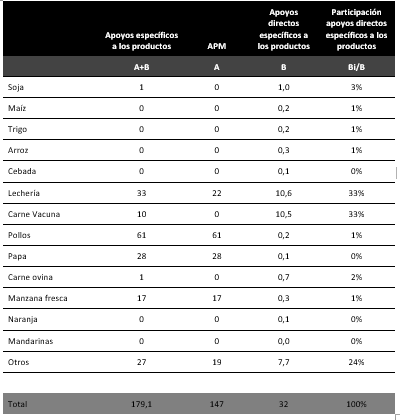 Apoyos específicos a los productos | APM | Apoyos directos específicos a los productos | Participación apoyos directos específicos a los productos
A+B | A | B | Bi/B
Soja | 1 | 0 | 1,0 | 3%
Maíz | 0 | 0 | 0,2 | 1%
Trigo | 0 | 0 | 0,2 | 1%
Arroz | 0 | 0 | 0,3 | 1%
Cebada | 0 | 0 | 0,1 | 0%
Lechería | 33 | 22 | 10,6 | 33%
Carne Vacuna | 10 | 0 | 10,5 | 33%
Pollos | 61 | 61 | 0,2 | 1%
Papa | 28 | 28 | 0,1 | 0%
Carne ovina | 1 | 0 | 0,7 | 2%
Manzana fresca | 17 | 17 | 0,3 | 1%
Naranja | 0 | 0 | 0,1 | 0%
Mandarinas | 0 | 0 | 0,0 | 0%
Otros | 27 | 19 | 7,7 | 24%
Total | 179,1 | 147 | 32 | 100%